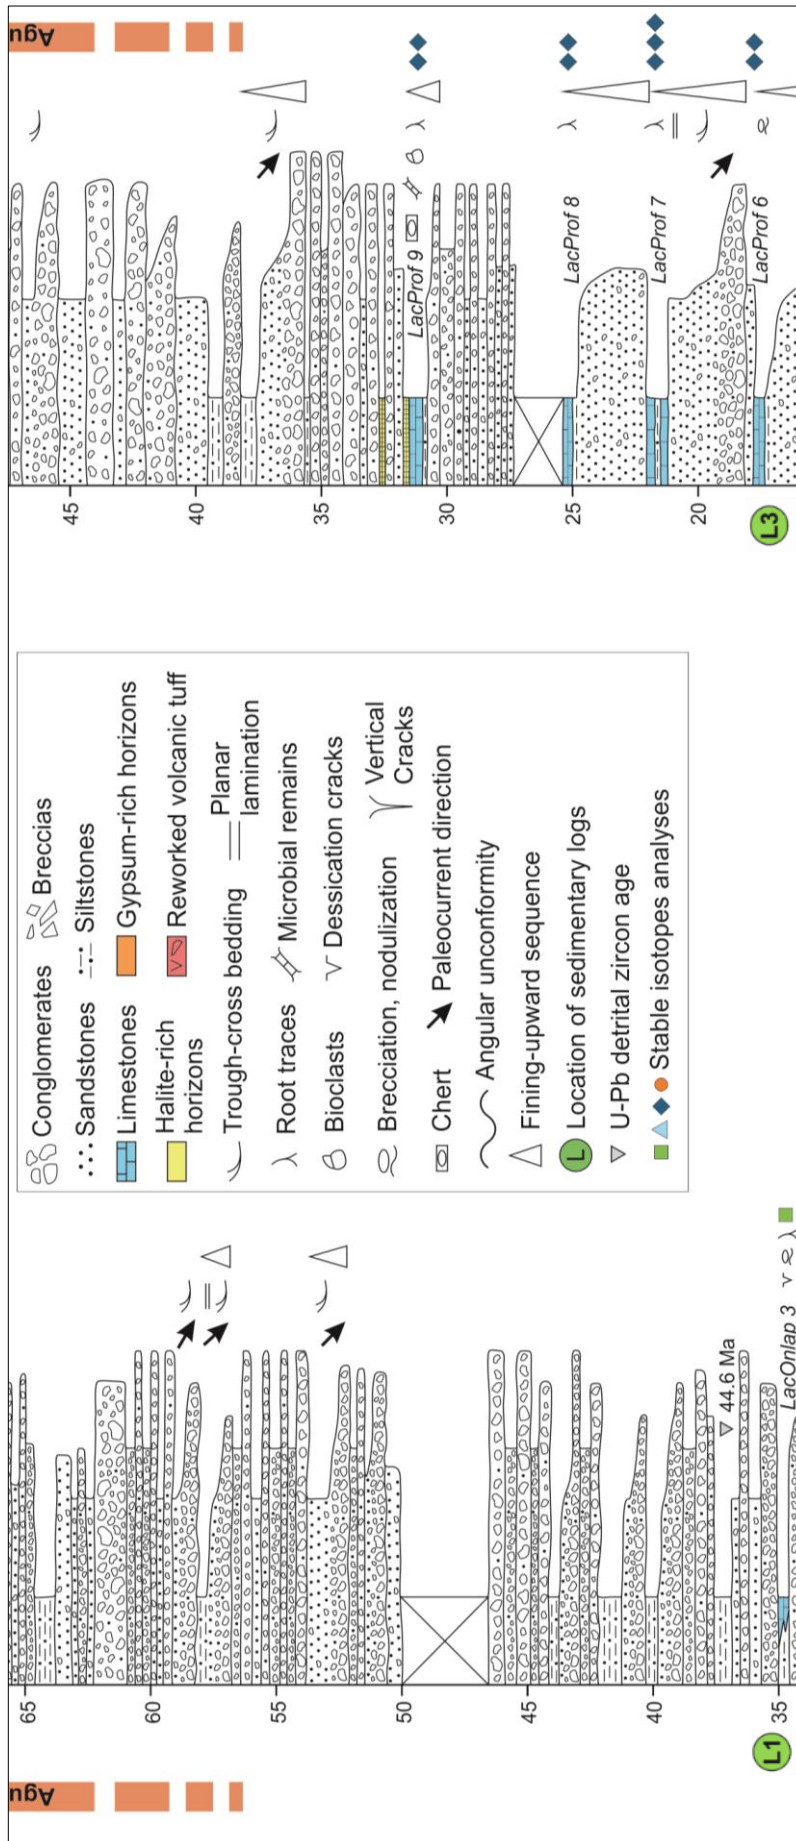 Agu
L1
35
40
45
50
55
60
65
44.6 Ma
LacOnlap 3
Conglomerates
Breccias
Sandstones
Siltstones
Limestones
Gypsum-rich horizons
Halite-rich
horizons
Reworked volcanic tuff
Trough-cross bedding
Planar
lamination
Root traces
Microbial remains
Bioclasts
Dessication cracks
Brecciation, nodulization
Vertical
Cracks
Chert
Paleocurrent direction
Angular unconformity
Fining-upward sequence
L Location of sedimentary logs
U-Pb detrital zircon age
Stable isotopes analyses
L3
20
25
30
35
40
45
LacProf 6
LacProf 7
LacProf 8
LacProf 9
Agu